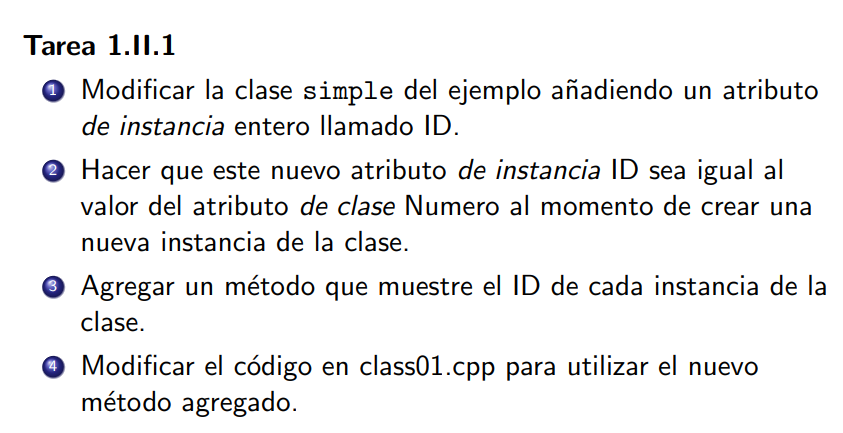 Tarea 1.II.1
1 Modificar la clase simple del ejemplo añadiendo un atributo
de instancia entero llamado ID.
2 Hacer que este nuevo atributo de instancia ID sea igual al
valor del atributo de clase Numero al momento de crear una
nueva instancia de la clase.
3 Agregar un método que muestre el ID de cada instancia de la
clase.
4 Modificar el código en class01.cpp para utilizar el nuevo
método agregado.